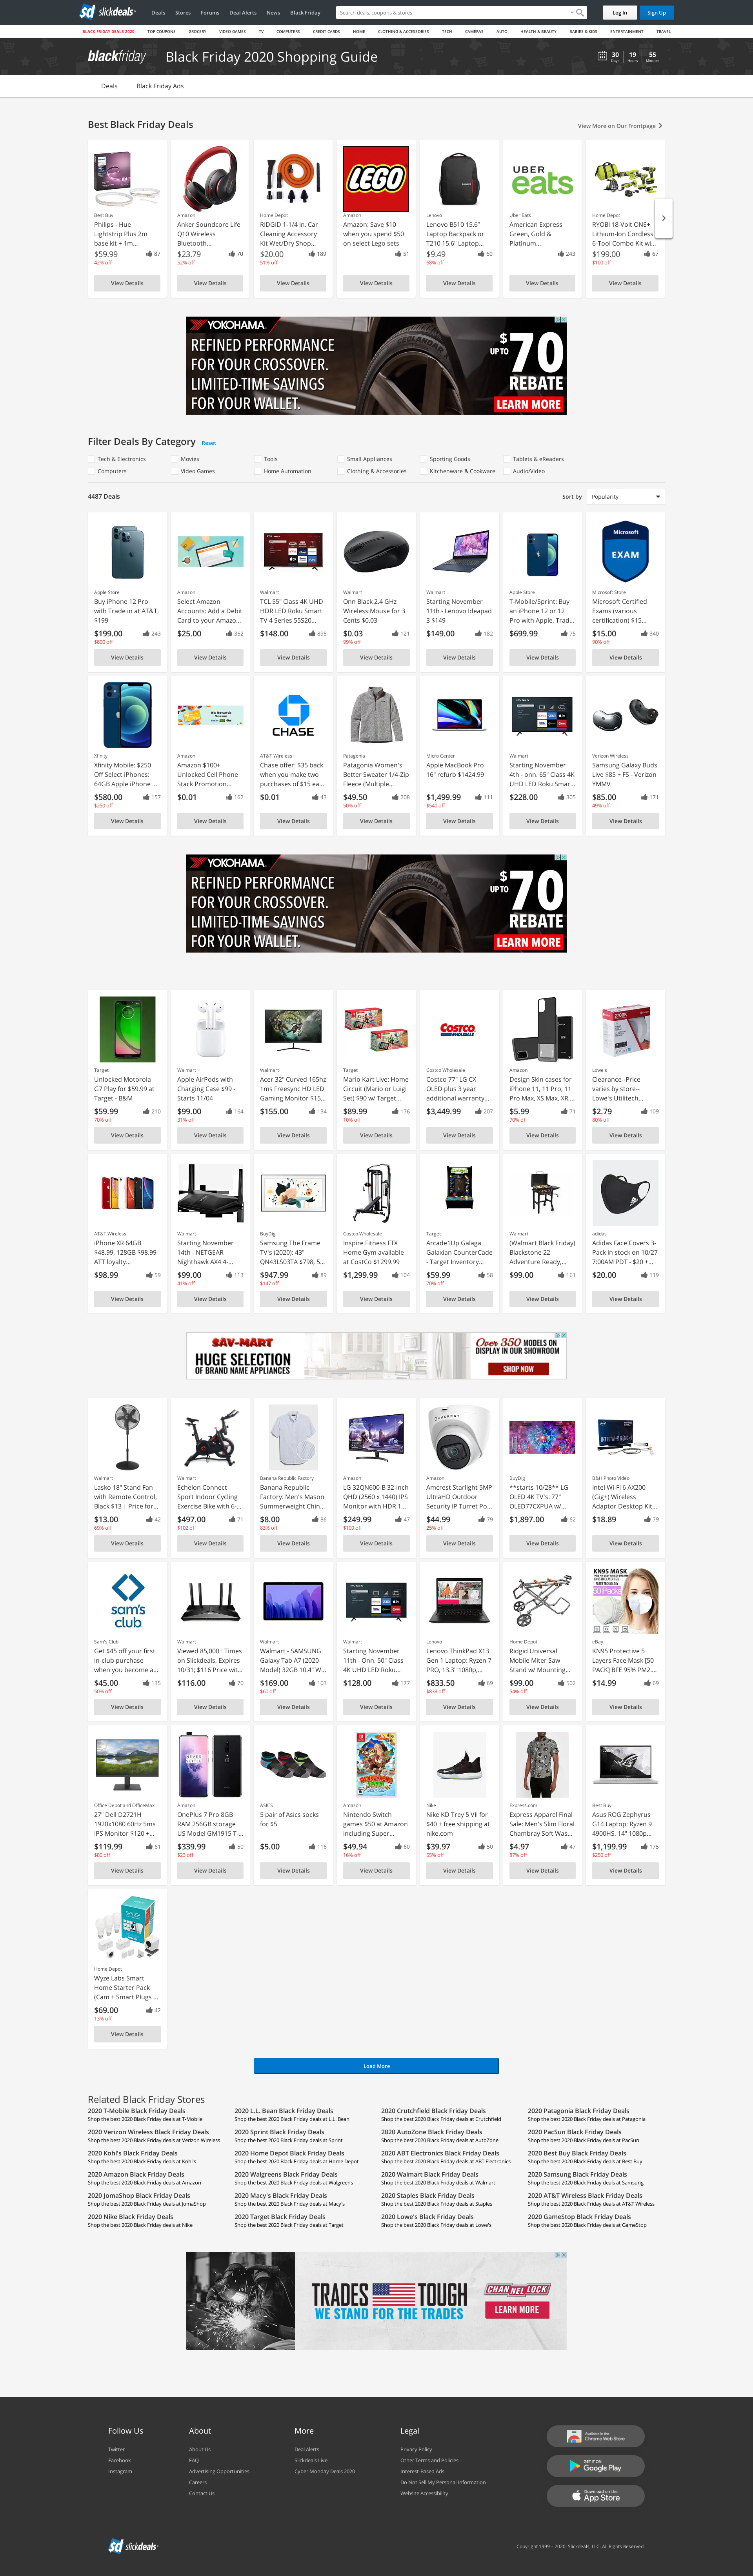 sd slickdeals
Deals Stores Forums Deal Alerts News Black Friday
Search deals, coupons & stores
Log In Sign Up
BLACK FRIDAY DEALS 2020 TOP COUPONS GROCERY VIDEO GAMES TV COMPUTERS CREDIT CARDS HOME CLOTHING & ACCESSORIES TECH CAMERAS AUTO HEALTH & BEAUTY BABIES & KIDS ENTERTAINMENT TRAVEL
blackfriday Black Friday 2020 Shopping Guide
30 19 55
Days Hours Minutes
Deals Black Friday Ads
Best Black Friday Deals View More on Our Frontpage
LEGO UBER eats
Best Buy Amazon Home Depot Amazon Lenovo Uber Eats Home Depot
Philips - Hue Anker Soundcore Life RIDGID 1-1/4 in. Car Amazon: Save $10 Lenovo B510 15.6" American Express RYOBI 18-Volt ONE+
Lightstrip Plus 2m Q10 Wireless Cleaning Accessory when you spend $50 Laptop Backpack or Green, Gold & Lithium-Ion Cordless
base kit + 1m... Bluetooth... Kit Wet/Dry Shop... on select Lego sets T210 15.6" Laptop... Platinum... 6-Tool Combo Kit wi...
$59.99 87 $23.79 70 $20.00 189 51 $9.49 60 243 $199.00 67
42% off 52% off 51% off 68% off $100 off
View Details View Details View Details View Details View Details View Details View Details
YOKOHAMA
REFINED PERFORMANCE
FOR YOUR CROSSOVER.
LIMITED-TIME SAVINGS
FOR YOUR WALLET.
UP TO $70 REBATE
LEARN MORE
Filter Deals By Category Reset
Tech & Electronics Movies Tools Small Appliances Sporting Goods Tablets & eReaders
Computers Video Games Home Automation Clothing & Accessories Kitchenware & Cookware Audio/Video
4487 Deals Sort by Popularity
Microsoft
EXAM
Apple Store Amazon Walmart Walmart Walmart Apple Store Microsoft Store
Buy iPhone 12 Pro Select Amazon TCL 55" Class 4K UHD Onn Black 2.4 GHz Starting November T-Mobile/Sprint: Buy Microsoft Certified
with Trade in at AT&T, Accounts: Add a Debit HDR LED Roku Smart Wireless Mouse for 3 11th - Lenovo Ideapad an iPhone 12 or 12 Exams (various
$199 Card to your Amazo... TV 4 Series 55S20... Cents $0.03 3 $149 Pro with Apple, Trad... certification) $15...
$199.00 243 $25.00 352 $148.00 895 $0.03 121 $149.00 182 $699.99 75 $15.00 340
$800 off 99% off 90% off
View Details View Details View Details View Details View Details View Details View Details
CHASE
Xfinity Amazon AT&T Wireless Patagonia Micro Center Walmart Verizon Wireless
Xfinity Mobile: $250 Amazon $100+ Chase offer: $35 back Patagonia Women's Apple MacBook Pro Starting November Samsung Galaxy Buds
Off Select iPhones: Unlocked Cell Phone when you make two Better Sweater 1/4-Zip 16" refurb $1424.99 4th - onn. 65" Class 4K Live $85 + FS - Verizon
64GB Apple iPhone ... Stack Promotion... purchases of $15 ea... Fleece (Multiple... UHD LED Roku Smar... YMMV
$580.00 157 $0.01 162 $0.01 43 $49.50 208 $1,499.99 111 $228.00 305 $85.00 171
$250 off 50% off $540 off 49% off
View Details View Details View Details View Details View Details View Details View Details
YOKOHAMA
REFINED PERFORMANCE
FOR YOUR CROSSOVER.
LIMITED-TIME SAVINGS
FOR YOUR WALLET.
UP TO $70 REBATE
LEARN MORE
COSTCO WHOLESALE
Target Walmart Walmart Target Costco Wholesale Amazon Lowe's
Unlocked Motorola Apple AirPods with Acer 32" Curved 165hz Mario Kart Live: Home Costco 77" LG CX Design Skin cases for Clearance--Price
G7 Play for $59.99 at Charging Case $99 - 1ms Freesync HD LED Circuit (Mario or Luigi OLED plus 3 year iPhone 11, 11 Pro, 11 varies by store--
Target - B&M Starts 11/04 Gaming Monitor $15... Set) $90 w/ Target... additional warranty... Pro Max, XS Max, XR,... Lowe's Utilitech...
$59.99 210 $99.00 164 $155.00 134 $89.99 176 $3,449.99 207 $5.99 71 $2.79 109
70% off 31% off 10% off 70% off 80% off
View Details View Details View Details View Details View Details View Details View Details
AT&T Wireless Walmart BuyDig Costco Wholesale Target Walmart adidas
iPhone XR 64GB Starting November Samsung The Frame Inspire Fitness FTX Arcade1Up Galaga (Walmart Black Friday) Adidas Face Covers 3-
$48.99, 128GB $98.99 14th - NETGEAR TV's (2020): 43" Home Gym available Galaxian CounterCade Blackstone 22 Pack in stock on 10/27
ATT loyalty... Nighthawk AX4 4-... QN43LS03TA $798, 5... at CostCo $1299.99 - Target Inventory... Adventure Ready,... 7:00AM PDT - $20 +...
$98.99 59 $99.00 113 $947.99 89 $1,299.99 104 $59.99 58 $99.00 161 $20.00 119
41% off $147 off 70% off
View Details View Details View Details View Details View Details View Details View Details
SAV-MART
HUGE SELECTION
OF BRAND NAME APPLIANCES
Over 350 MODELS ON
DISPLAY IN OUR SHOWROOM
SHOP NOW
Walmart Walmart Banana Republic Factory Amazon Amazon BuyDig B&H Photo Video
Lasko 18" Stand Fan Echelon Connect Banana Republic LG 32QN600-B 32-Inch Amcrest Starlight 5MP **starts 10/28** LG Intel Wi-Fi 6 AX200
with Remote Control, Sport Indoor Cycling Factory: Men's Mason QHD (2560 x 1440) IPS UltraHD Outdoor OLED 4K TV's: 77" (Gig+) Wireless
Black $13 | Price for... Exercise Bike with 6-... Summerweight Chin... Monitor with HDR 1... Security IP Turret Po... OLED77CXPUA w/... Adaptor Desktop Kit...
$13.00 42 $497.00 71 $8.00 86 $249.99 47 $44.99 79 $1,897.00 62 $18.89 79
69% off $102 off 83% off $109 off 25% off
View Details View Details View Details View Details View Details View Details View Details
sam's club
KN95 FACE MASK
50 Packs
Sam's Club Walmart Walmart Walmart Lenovo Home Depot eBay
Get $45 off your first Viewed 85,000+ Times Walmart - SAMSUNG Starting November Lenovo ThinkPad X13 Ridgid Universal KN95 Protective 5
in-club purchase on Slickdeals, Expires Galaxy Tab A7 (2020 11th - Onn. 50" Class Gen 1 Laptop: Ryzen 7 Mobile Miter Saw Layers Face Mask [50
when you become a... 10/31; $116 Price wit... Model) 32GB 10.4" W... 4K UHD LED Roku... PRO, 13.3" 1080p,... Stand w/ Mounting... PACK] BFE 95% PM2....
$45.00 135 $116.00 70 $169.00 103 $128.00 177 $833.50 69 $99.00 502 $14.99 69
50% off $60 off $833 off 54% off
View Details View Details View Details View Details View Details View Details View Details
Office Depot and OfficeMax Amazon ASICS Amazon Nike Express.com Best Buy
27" Dell D2721H OnePlus 7 Pro 8GB 5 pair of Asics socks Nintendo Switch Nike KD Trey 5 VII for Express Apparel Final Asus ROG Zephyrus
1920x1080 60Hz 5ms RAM 256GB storage for $5 games $50 at Amazon $40 + free shipping at Sale: Men's Slim Floral G14 Laptop: Ryzen 9
IPS Monitor $120 +... US Model GM1915 T-... including Super... nike.com Chambray Soft Was... 4900HS, 14" 1080p...
$119.99 61 $339.99 50 $5.00 116 $49.94 60 $39.97 50 $4.97 47 $1,199.99 175
$80 off $23 off 16% off 55% off 87% off $250 off
View Details View Details View Details View Details View Details View Details View Details
Home Depot
Wyze Labs Smart
Home Starter Pack
(Cam + Smart Plugs ...
$69.00 42
13% off
View Details
Load More
Related Black Friday Stores
2020 T-Mobile Black Friday Deals 2020 L.L. Bean Black Friday Deals 2020 Crutchfield Black Friday Deals 2020 Patagonia Black Friday Deals
Shop the best 2020 Black Friday deals at T-Mobile Shop the best 2020 Black Friday deals at L.L. Bean Shop the best 2020 Black Friday deals at Crutchfield Shop the best 2020 Black Friday deals at Patagonia
2020 Verizon Wireless Black Friday Deals 2020 Sprint Black Friday Deals 2020 AutoZone Black Friday Deals 2020 PacSun Black Friday Deals
Shop the best 2020 Black Friday deals at Verizon Wireless Shop the best 2020 Black Friday deals at Sprint Shop the best 2020 Black Friday deals at AutoZone Shop the best 2020 Black Friday deals at PacSun
2020 Kohl's Black Friday Deals 2020 Home Depot Black Friday Deals 2020 ABT Electronics Black Friday Deals 2020 Best Buy Black Friday Deals
Shop the best 2020 Black Friday deals at Kohl's Shop the best 2020 Black Friday deals at Home Depot Shop the best 2020 Black Friday deals at ABT Electronics Shop the best 2020 Black Friday deals at Best Buy
2020 Amazon Black Friday Deals 2020 Walgreens Black Friday Deals 2020 Walmart Black Friday Deals 2020 Samsung Black Friday Deals
Shop the best 2020 Black Friday deals at Amazon Shop the best 2020 Black Friday deals at Walgreens Shop the best 2020 Black Friday deals at Walmart Shop the best 2020 Black Friday deals at Samsung
2020 JomaShop Black Friday Deals 2020 Macy's Black Friday Deals 2020 Staples Black Friday Deals 2020 AT&T Wireless Black Friday Deals
Shop the best 2020 Black Friday deals at JomaShop Shop the best 2020 Black Friday deals at Macy's Shop the best 2020 Black Friday deals at Staples Shop the best 2020 Black Friday deals at AT&T Wireless
2020 Nike Black Friday Deals 2020 Target Black Friday Deals 2020 Lowe's Black Friday Deals 2020 GameStop Black Friday Deals
Shop the best 2020 Black Friday deals at Nike Shop the best 2020 Black Friday deals at Target Shop the best 2020 Black Friday deals at Lowe's Shop the best 2020 Black Friday deals at GameStop
TRADES TOUGH
WE STAND FOR THE TRADES
CHANNELLOCK
LEARN MORE
Follow Us About More Legal
Twitter About Us Deal Alerts Privacy Policy
Facebook FAQ Slickdeals Live Other Terms and Policies
Instagram Advertising Opportunities Cyber Monday Deals 2020 Interest-Based Ads
Careers Do Not Sell My Personal Information
Contact Us Website Accessibility
Available in the
Chrome Web Store
GET IT ON
Google Play
Download on the
App Store
sd slickdeals
Copyright 1999 - 2020. Slickdeals, LLC. All Rights Reserved.